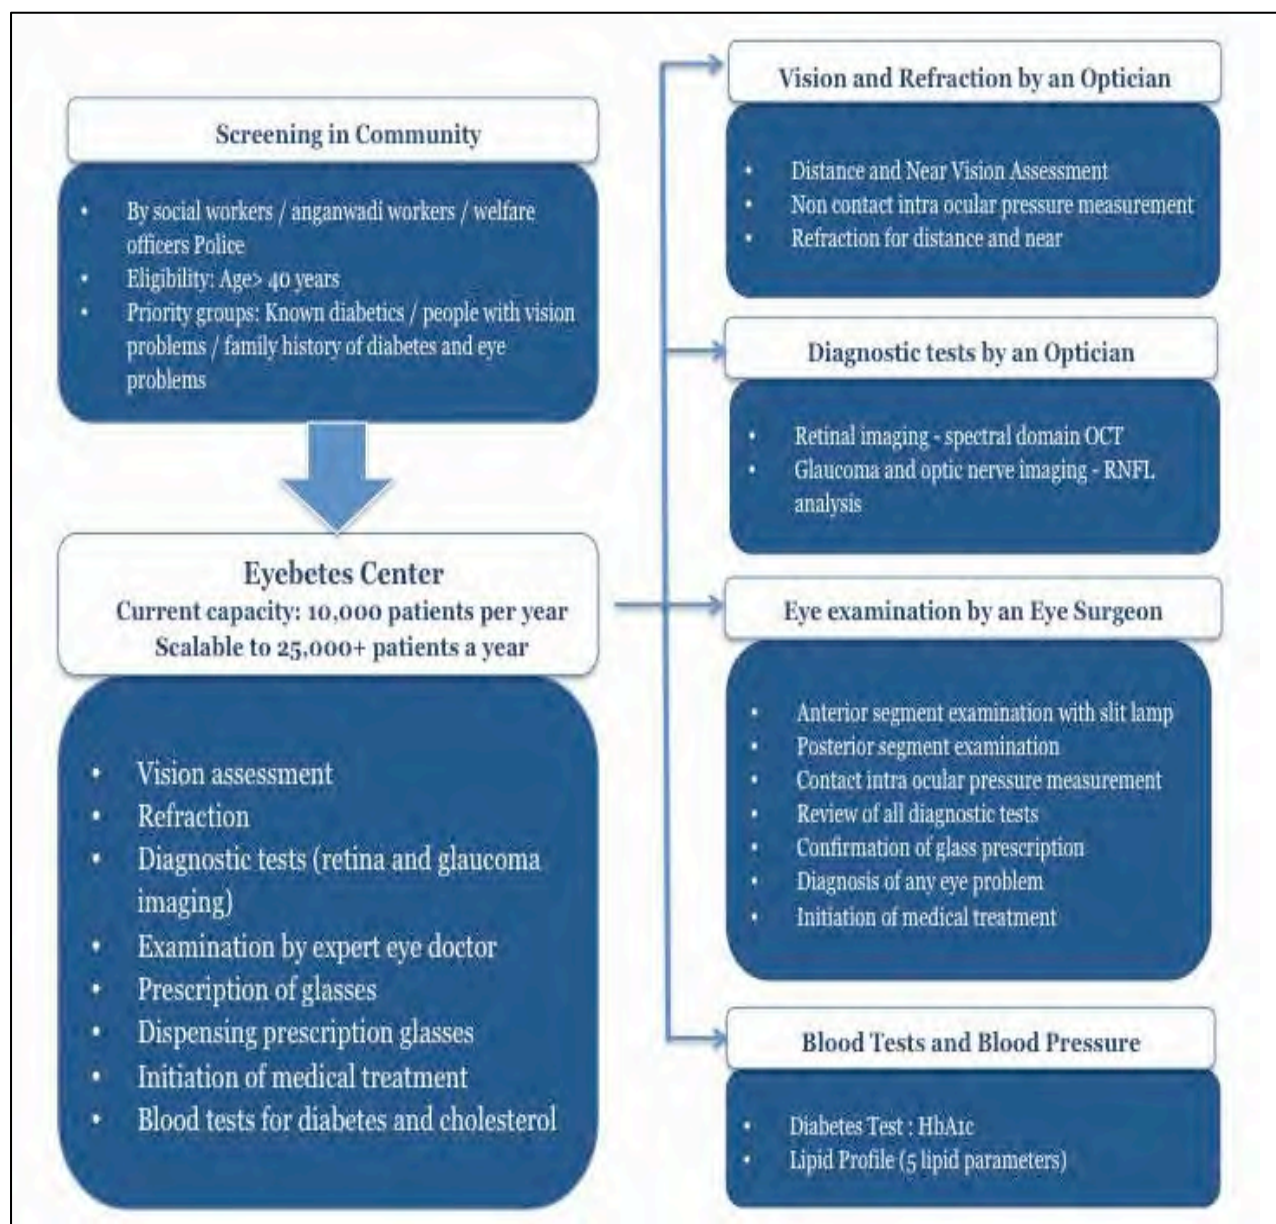 Screening in Community
• By social workers / anganwadi workers / welfare
officers Police
• Eligibility: Age> 40 years
• Priority groups: Known diabetics / people with vision
problems / family history of diabetes and eye
problems
Eyebetes Center
Current capacity: 10,000 patients per year
Scalable to 25,000+ patients a year
• Vision assessment
• Refraction
• Diagnostic tests (retina and glaucoma
imaging)
• Examination by expert eye doctor
• Prescription of glasses
• Dispensing prescription glasses
• Initiation of medical treatment
• Blood tests for diabetes and cholesterol
Vision and Refraction by an Optician
• Distance and Near Vision Assessment
• Non contact intra ocular pressure measurement
• Refraction for distance and near
Diagnostic tests by an Optician
• Retinal imaging - spectral domain OCT
• Glaucoma and optic nerve imaging - RNFL
analysis
Eye examination by an Eye Surgeon
• Anterior segment examination with slit lamp
• Posterior segment examination
• Contact intra ocular pressure measurement
• Review of all diagnostic tests
• Confirmation of glass prescription
• Diagnosis of any eye problem
• Initiation of medical treatment
Blood Tests and Blood Pressure
• Diabetes Test : HbA1c
• Lipid Profile (5 lipid parameters)